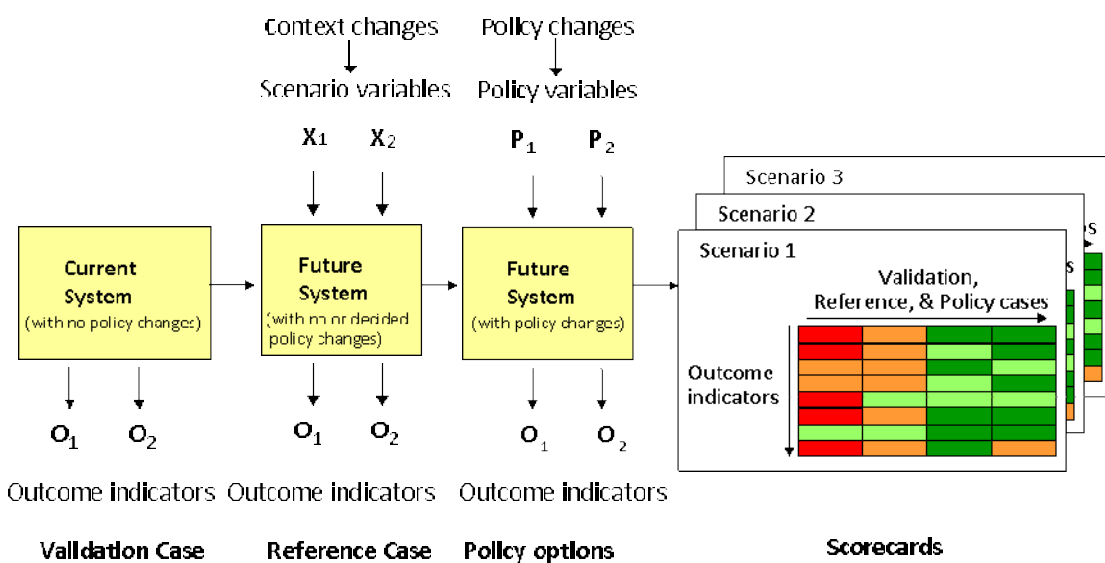 Context changes
Policy changes
Scenario variables
Policy variables
X1 X2
P1 P2
Scenario 3
Scenario 2
Scenario 1
Current
System
(with no policy changes)
Future
System
(with no or decided
policy changes)
Future
System
(with policy changes)
Validation,
Reference, & Policy cases
Outcome
indicators
O1 O2
O1 O2
O1 O2
Outcome indicators
Outcome indicators
Outcome indicators
Validation Case
Reference Case
Policy options
Scorecards